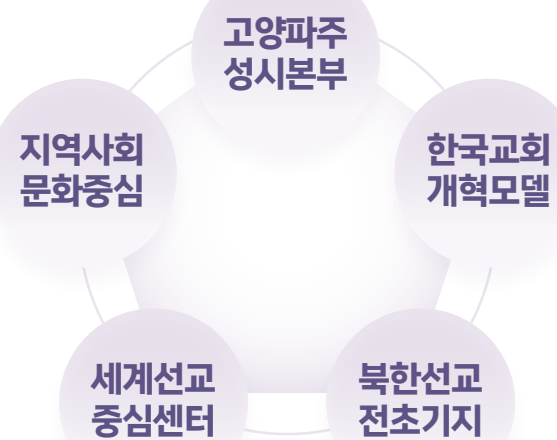 고양파주
성시본부
지역사회
문화중심
한국교회
개혁모델
세계선교
중심센터
북한선교
전초기지